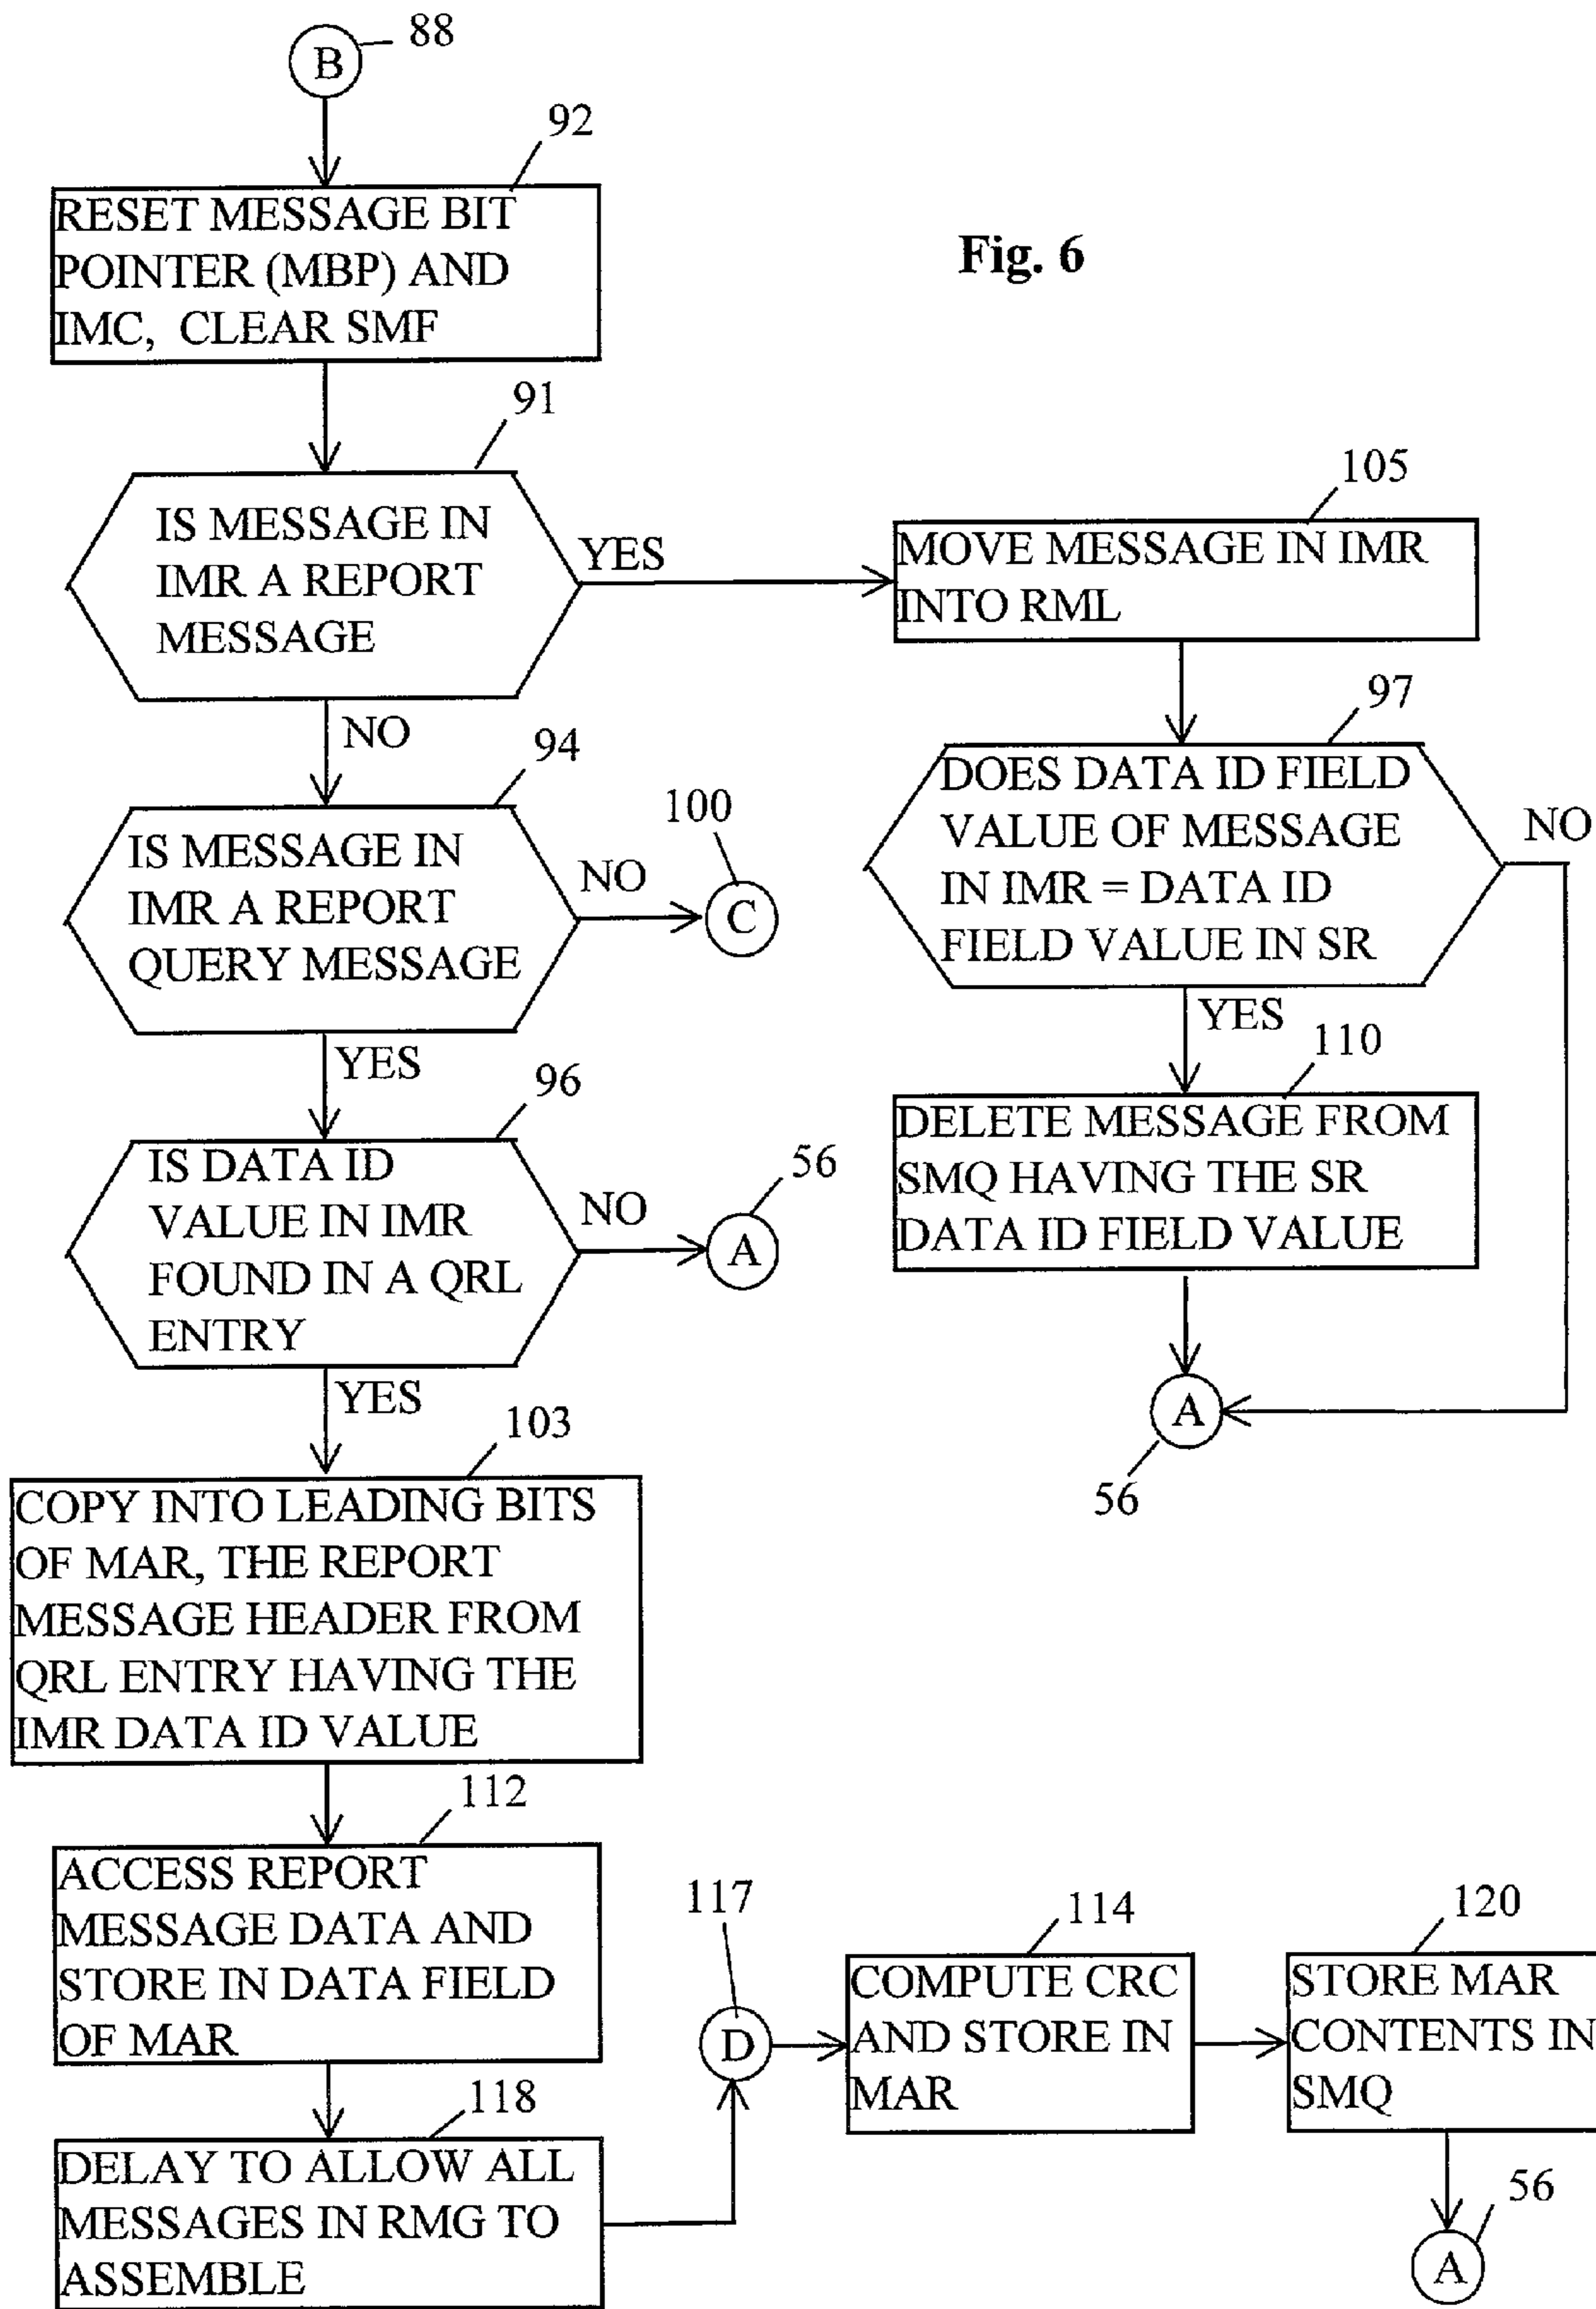 B
88
92
RESET MESSAGE BIT
POINTER (MBP) AND
IMC, CLEAR SMF
Fig. 6
91
IS MESSAGE IN
IMR A REPORT
MESSAGE
YES
NO
105
MOVE MESSAGE IN IMR
INTO RML
97
DOES DATA ID FIELD
VALUE OF MESSAGE
IN IMR = DATA ID
FIELD VALUE IN SR
NO
YES
110
DELETE MESSAGE FROM
SMQ HAVING THE SR
DATA ID FIELD VALUE
A
56
94
IS MESSAGE IN
IMR A REPORT
QUERY MESSAGE
NO
100
C
YES
96
IS DATA ID
VALUE IN IMR
FOUND IN A QRL
ENTRY
NO
56
A
YES
103
COPY INTO LEADING BITS
OF MAR, THE REPORT
MESSAGE HEADER FROM
QRL ENTRY HAVING THE
IMR DATA ID VALUE
112
ACCESS REPORT
MESSAGE DATA AND
STORE IN DATA FIELD
OF MAR
118
DELAY TO ALLOW ALL
MESSAGES IN RMG TO
ASSEMBLE
117
D
114
COMPUTE CRC
AND STORE IN
MAR
120
STORE MAR
CONTENTS IN
SMQ
56
A